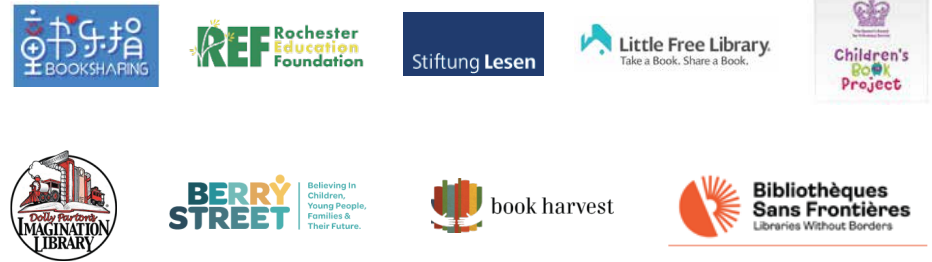 童书乐捐
BOOKSHARING
REF Rochester
Education
Foundation
Stiftung Lesen
Little Free Library.
Take a Book. Share a Book.
Children's
Book
Project
Dolly Parton's
IMAGINATION
LIBRARY
BERRY
STREET
Believing In
Children,
Young People,
Families &
Their Future.
book harvest
Bibliothèques
Sans Frontières
Libraries Without Borders